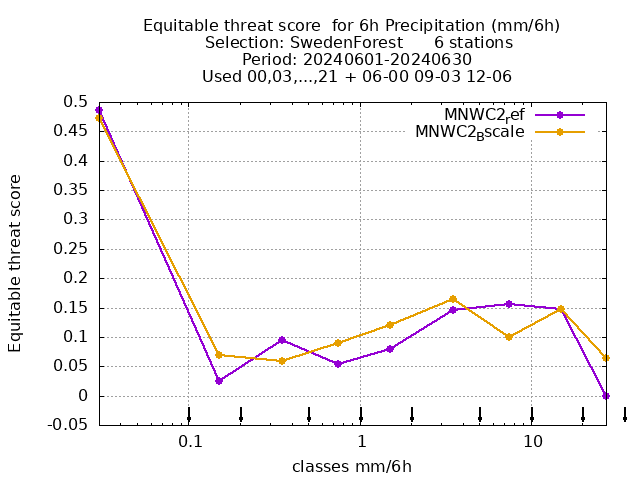 Equitable threat score  for 6h Precipitation (mm/6h)
Selection: SwedenForest      6 stations
Period: 20240601-20240630
Used 00,03,...,21 + 06-00 09-03 12-06
MNWC2_ref
MNWC2_Bscale
0.5
0.45
0.4
0.35
0.3
0.25
0.2
0.15
0.1
0.05
0
-0.05
Equitable threat score
0.1 1 10
classes mm/6h